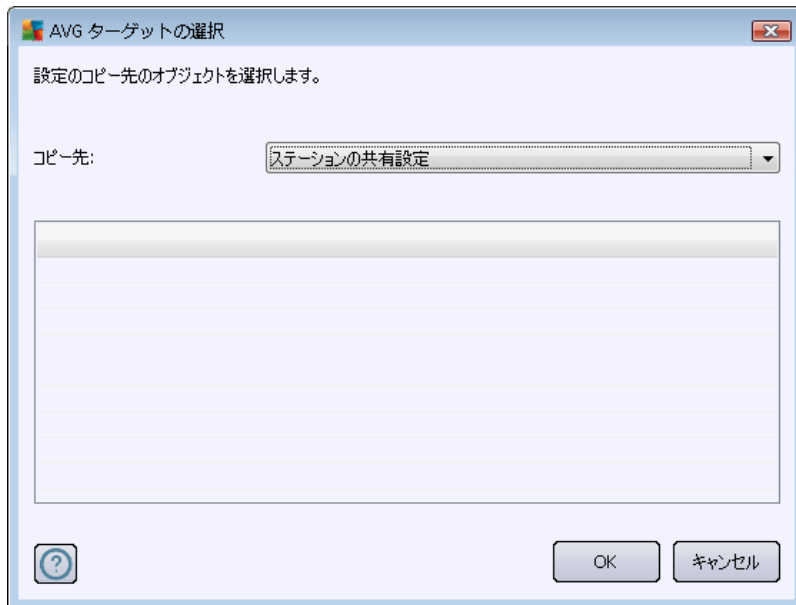 AVG ターゲットの選択
設定のコピー先のオブジェクトを選択します。
コピー先:
ステーションの共有設定
?
OK
キャンセル